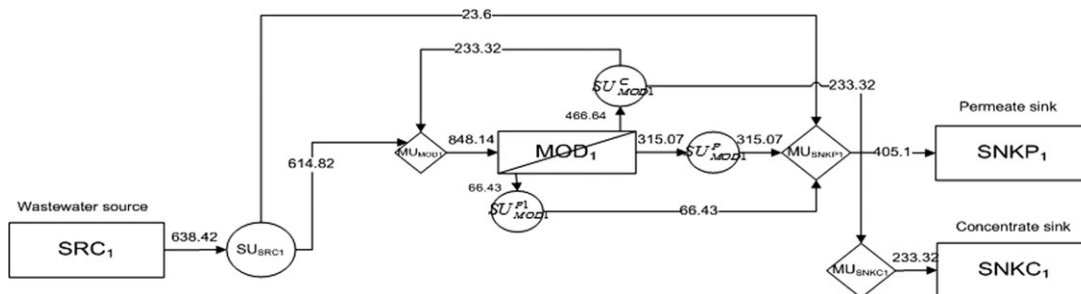 23.6
Wastewater source
SRC₁
638.42
SU_SRC1
614.82
233.32
MU_MOD1
848.14
MOD₁
466.64
SU^C_MOD1
315.07
SU^P_MOD1
315.07
66.43
SU^P1_MOD1
66.43
MU_SNKP1
405.1
Permeate sink
SNKP₁
233.32
MU_SNKC1
233.32
Concentrate sink
SNKC₁